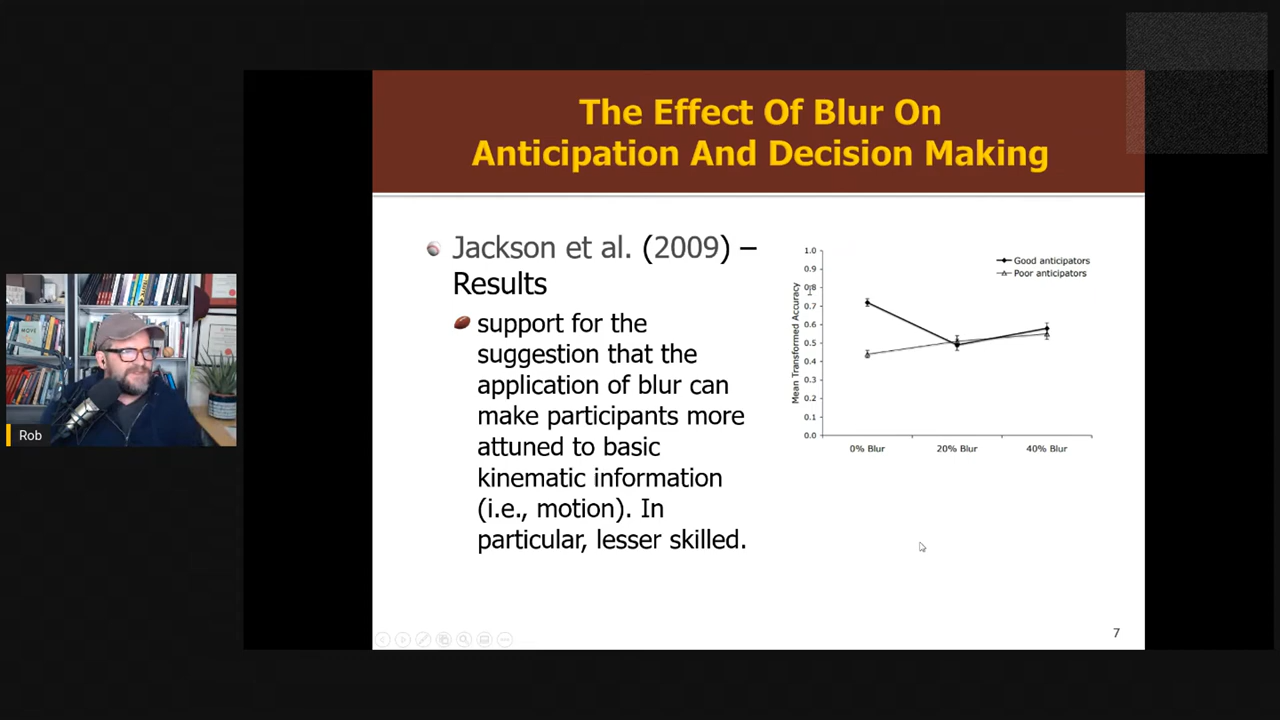 The Effect Of Blur On
Anticipation And Decision Making
Jackson et al. (2009) –
Results
support for the
suggestion that the
application of blur can
make participants more
attuned to basic
kinematic information
(i.e., motion). In
particular, lesser skilled.
Good anticipators
Poor anticipators
Mean Transformed Accuracy
1.0
0.9
0.8
0.7
0.6
0.5
0.4
0.3
0.2
0.1
0.0
0% Blur
20% Blur
40% Blur
7
Rob
MOVE